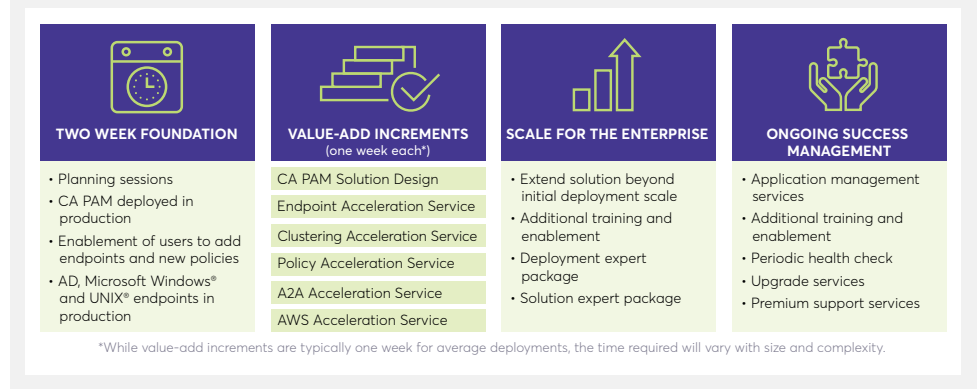 TWO WEEK FOUNDATION
• Planning sessions
• CA PAM deployed in
production
• Enablement of users to add
endpoints and new policies
• AD, Microsoft Windows®
and UNIX® endpoints in
production
VALUE-ADD INCREMENTS
(one week each*)
CA PAM Solution Design
Endpoint Acceleration Service
Clustering Acceleration Service
Policy Acceleration Service
A2A Acceleration Service
AWS Acceleration Service
SCALE FOR THE ENTERPRISE
• Extend solution beyond
initial deployment scale
• Additional training and
enablement
• Deployment expert
package
• Solution expert package
ONGOING SUCCESS
MANAGEMENT
• Application management
services
• Additional training and
enablement
• Periodic health check
• Upgrade services
• Premium support services
*While value-add increments are typically one week for average deployments, the time required will vary with size and complexity.